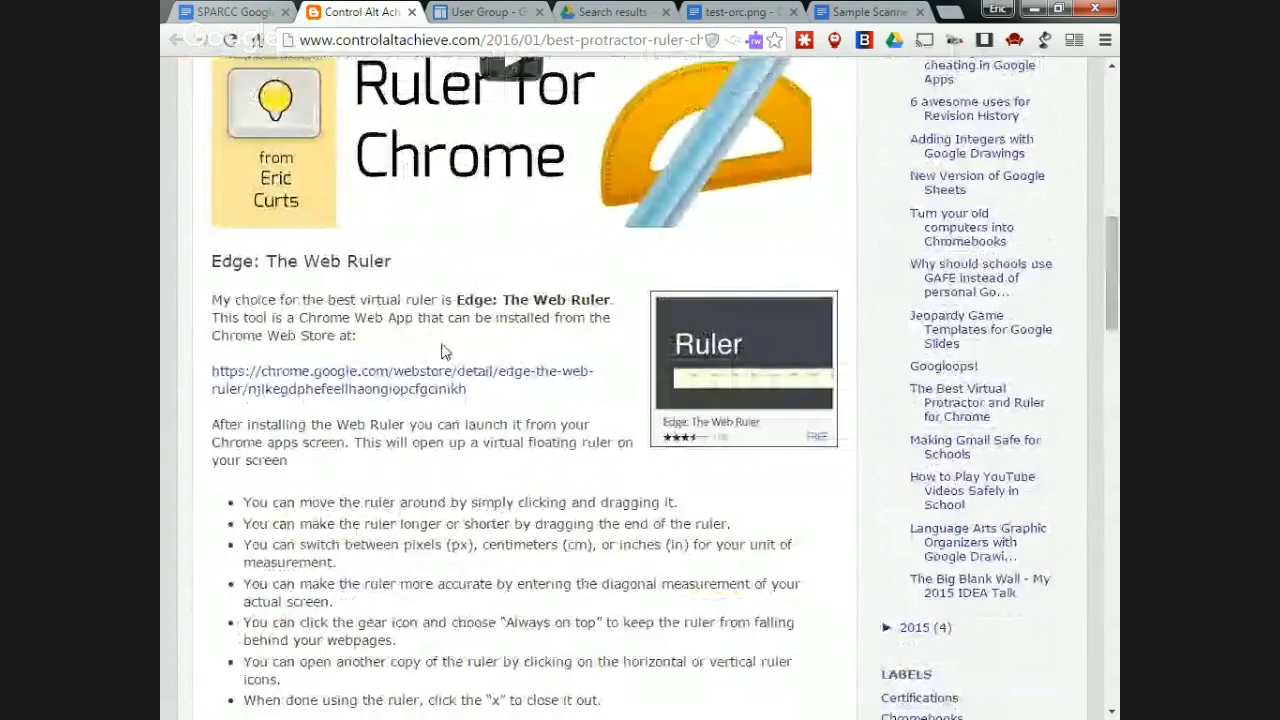 SPARCC Googl
Control Alt Ach
User Group - G
Search results -
test-orc.png -
Sample Scanne
Eric
www.controlaltachieve.com/2016/01/best-protractor-ruler-ch
Ruler for
Chrome
from
Eric
Curts
Edge: The Web Ruler
My choice for the best virtual ruler is Edge: The Web Ruler.
This tool is a Chrome Web App that can be installed from the
Chrome Web Store at:
https://chrome.google.com/webstore/detail/edge-the-web-
ruler/njlkegdphefeellhaongiopcfgcinikh
After installing the Web Ruler you can launch it from your
Chrome apps screen. This will open up a virtual floating ruler on
your screen
Ruler
Edge: The Web Ruler
FREE
• You can move the ruler around by simply clicking and dragging it.
• You can make the ruler longer or shorter by dragging the end of the ruler.
• You can switch between pixels (px), centimeters (cm), or inches (in) for your unit of
measurement.
• You can make the ruler more accurate by entering the diagonal measurement of your
actual screen.
• You can click the gear icon and choose “Always on top” to keep the ruler from falling
behind your webpages.
• You can open another copy of the ruler by clicking on the horizontal or vertical ruler
icons.
• When done using the ruler, click the “x” to close it out.
cheating in Google
Apps
6 awesome uses for
Revision History
Adding Integers with
Google Drawings
New Version of Google
Sheets
Turn your old
computers into
Chromebooks
Why should schools use
GAFE instead of
personal Go...
Jeopardy Game
Templates for Google
Slides
Googloops!
The Best Virtual
Protractor and Ruler
for Chrome
Making Gmail Safe for
Schools
How to Play YouTube
Videos Safely in
School
Language Arts Graphic
Organizers with
Google Drawi...
The Big Blank Wall - My
2015 IDEA Talk
► 2015 (4)
LABELS
Certifications
Chromebooks